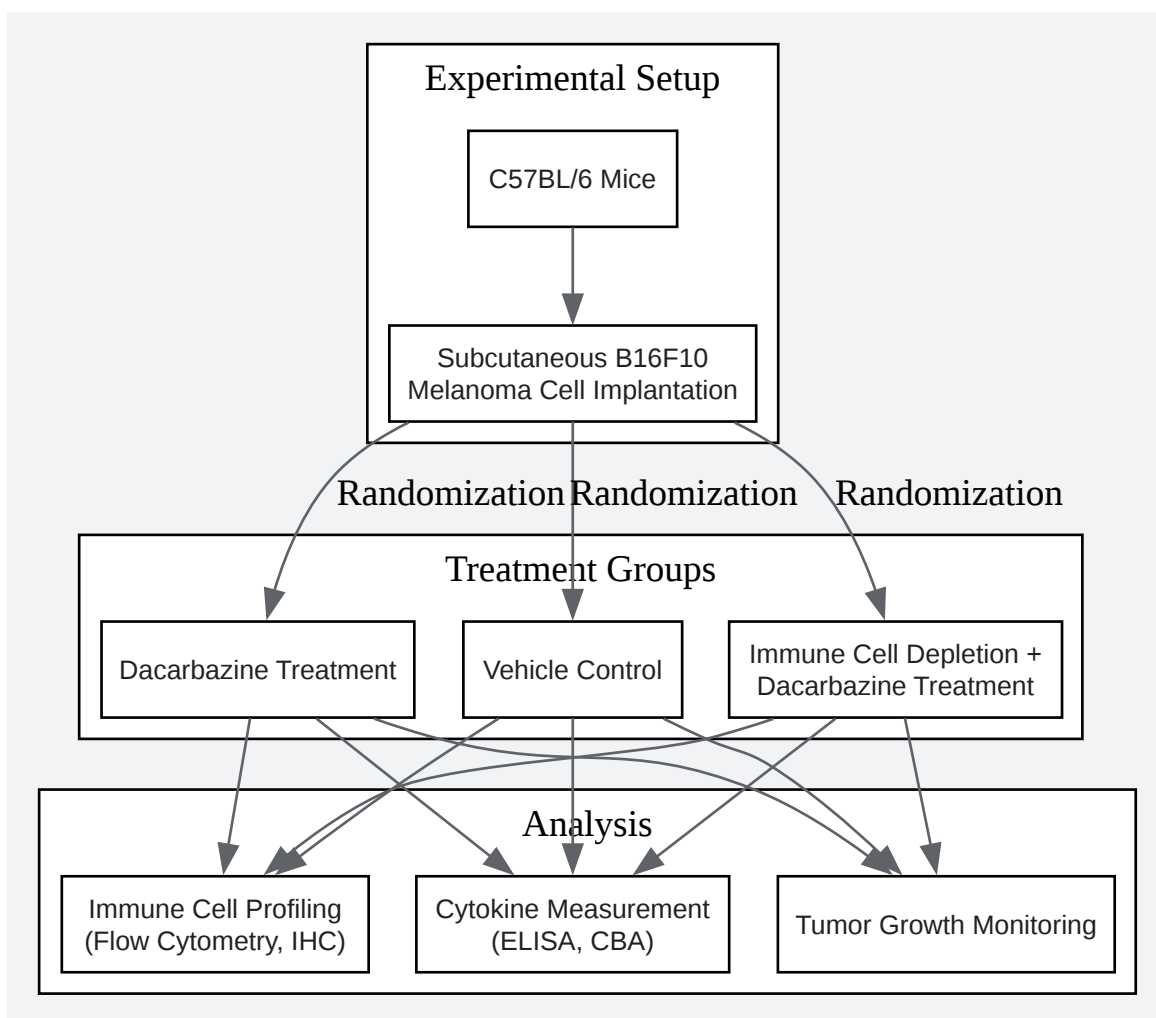 Experimental Setup
C57BL/6 Mice
Subcutaneous B16F10
Melanoma Cell Implantation
Randomization Randomization Randomization
Treatment Groups
Dacarbazine Treatment
Vehicle Control
Immune Cell Depletion +
Dacarbazine Treatment
Analysis
Immune Cell Profiling
(Flow Cytometry, IHC)
Cytokine Measurement
(ELISA, CBA)
Tumor Growth Monitoring